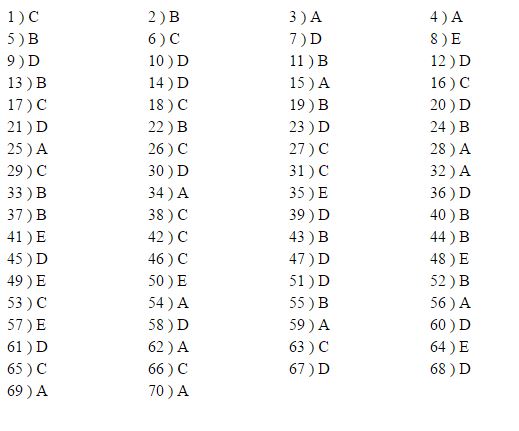 1 ) C 2 ) B 3 ) A 4 ) A
5 ) B 6 ) C 7 ) D 8 ) E
9 ) D 10 ) D 11 ) B 12 ) D
13 ) B 14 ) D 15 ) A 16 ) C
17 ) C 18 ) C 19 ) B 20 ) D
21 ) D 22 ) B 23 ) D 24 ) B
25 ) A 26 ) C 27 ) C 28 ) A
29 ) C 30 ) D 31 ) C 32 ) A
33 ) B 34 ) A 35 ) E 36 ) D
37 ) B 38 ) C 39 ) D 40 ) B
41 ) E 42 ) C 43 ) B 44 ) B
45 ) D 46 ) C 47 ) D 48 ) E
49 ) E 50 ) E 51 ) D 52 ) B
53 ) C 54 ) A 55 ) B 56 ) A
57 ) E 58 ) D 59 ) A 60 ) D
61 ) D 62 ) A 63 ) C 64 ) E
65 ) C 66 ) C 67 ) D 68 ) D
69 ) A 70 ) A